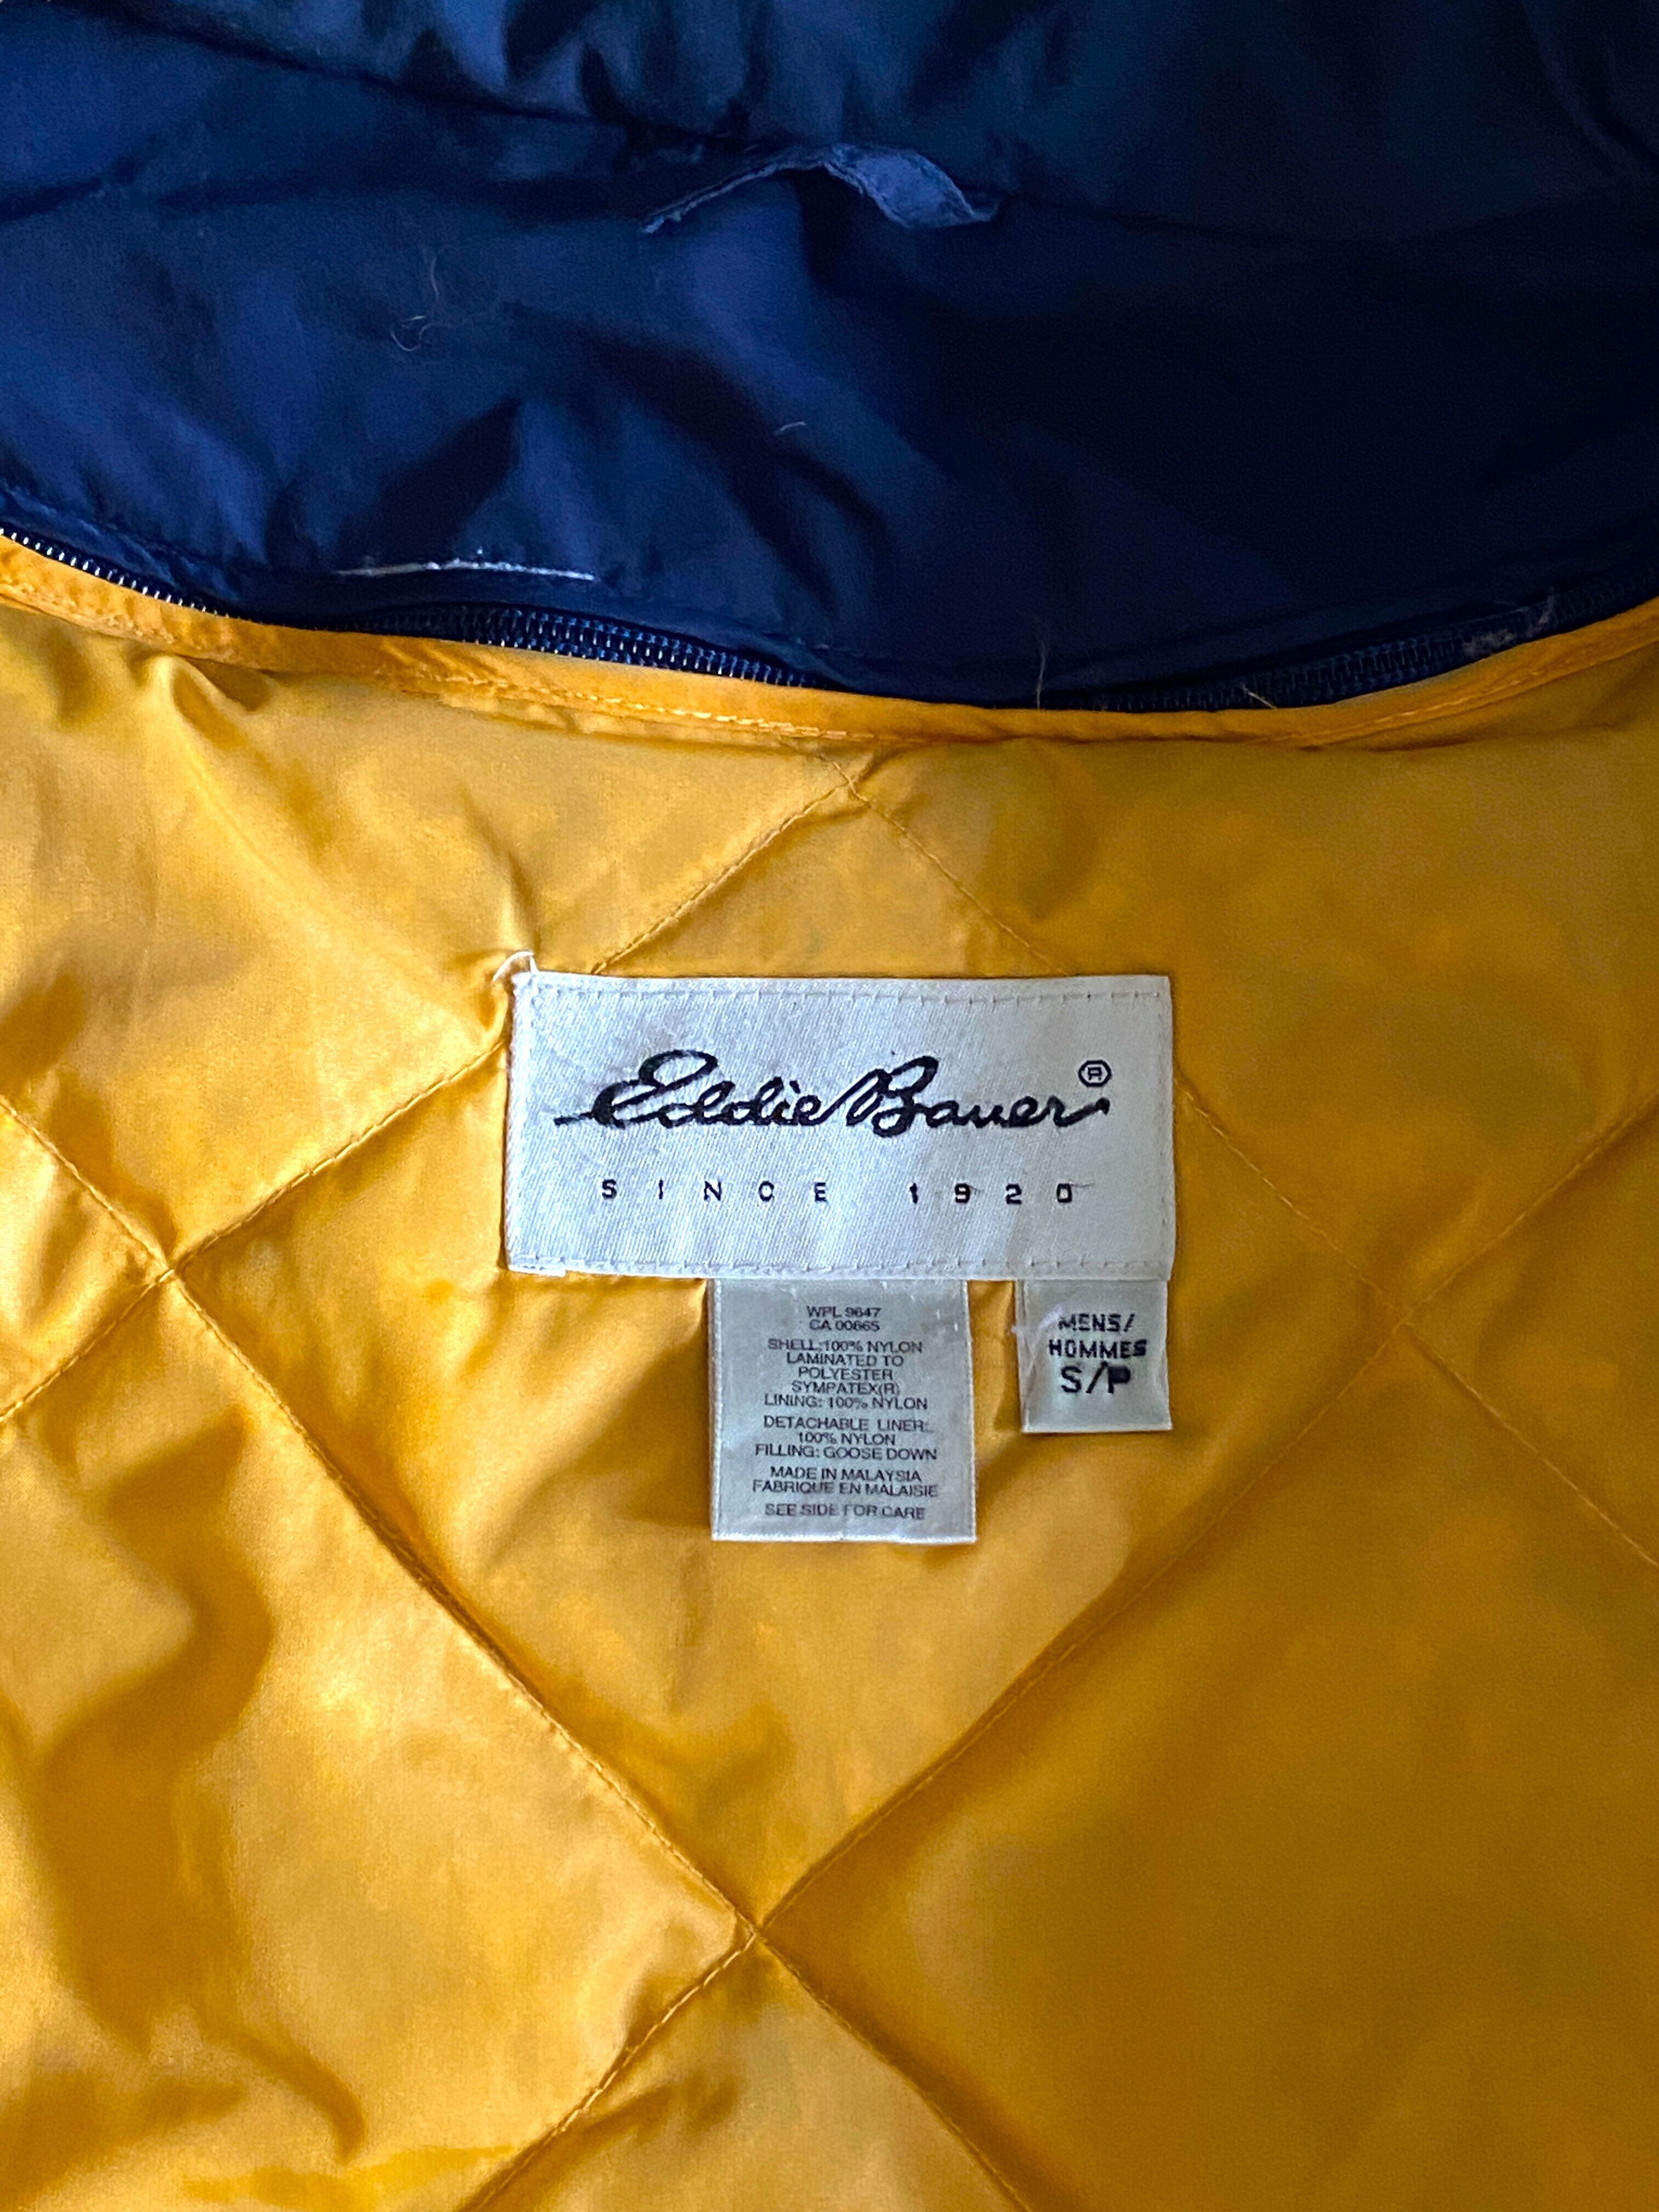 Eddie Bauer®
SINCE 1920
WPL 9647
CA 00665
SHELL:100% NYLON
LAMINATED TO
POLYESTER
SYMPATEX(R)
LINING: 100% NYLON
DETACHABLE LINER:
100% NYLON
FILLING: GOOSE DOWN
MADE IN MALAYSIA
FABRIQUE EN MALAISIE
SEE SIDE FOR CARE
MENS/
HOMMES
S/P